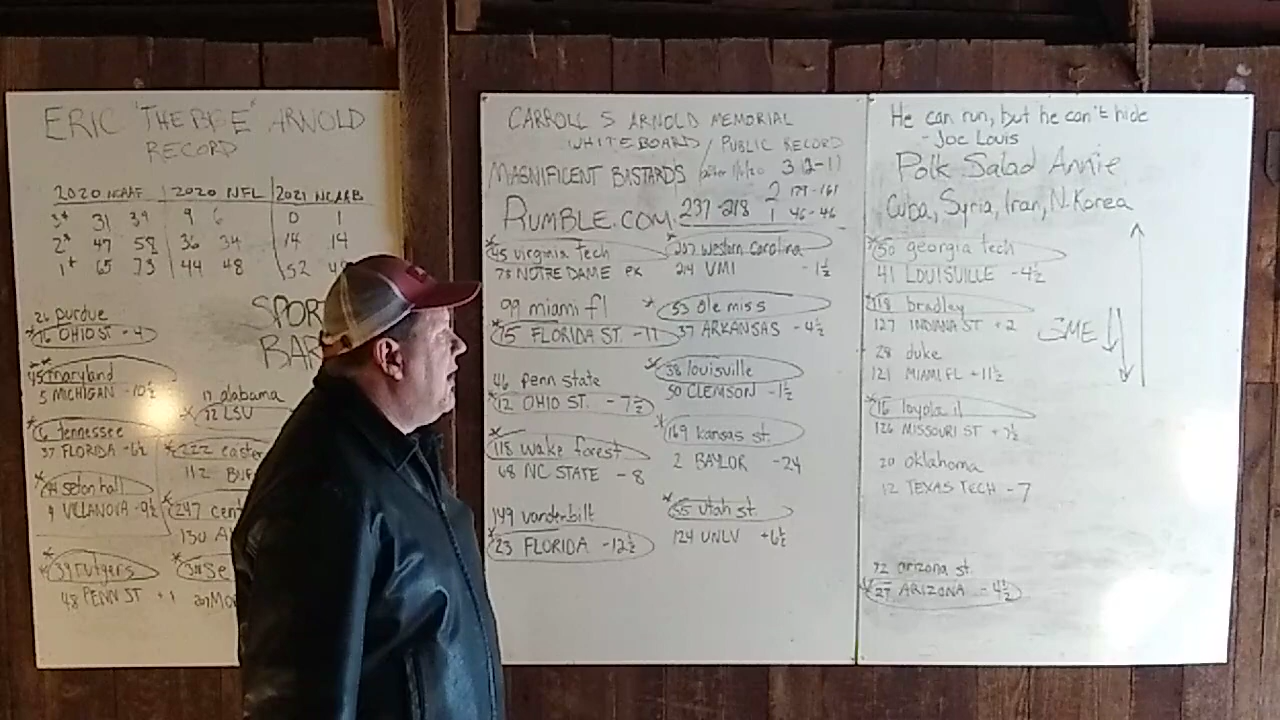 ERIC "THE ARNOLD
RECORD
2020 NCAAF 2020 NFL 2021 NCAAB
3* 31 39 9 6 0 1
2* 47 58 36 34 14 14
1* 65 73 44 48 52
SPOR
BAR
26 purdue
*16 OHIO ST - 4
**
45 maryland
5 MICHIGAN - 10½
*
6 tennessee
37 FLORIDA - 6½
*
seton hall
9 VILLANOVA - 9½
*
39 rutgers
48 PENN ST + 1
17 alabama
* 12 LSU
*222 easter
112 BUF
*247 cen
130 A
*
se
MO
CARROLL S ARNOLD MEMORIAL
WHITEBOARD / PUBLIC RECORD
MAGNIFICENT BASTARDS
RUMBLE.COM 237-218
2 179-161
1 46-46
*45 virginia tech
78 NOTRE DAME PK
99 miami fl
*15 FLORIDA ST. - 11
46 penn state
*12 OHIO ST. - 7½
*
118 wake forest
68 NC STATE - 8
149 vanderbilt
*23 FLORIDA - 12½
*207 western carolina
214 VMI - 1½
* 53 ole miss
37 ARKANSAS - 4½
* 38 louisville
50 CLEMSON - 1½
* 169 kansas st.
2 BAYLOR - 24
* 55 utah st.
124 UNLV + 6½
He can run, but he can't hide
- Joe Louis
Polk Salad Annie
Cuba, Syria, Iran, N.Korea
*50 georgia tech
41 LOUISVILLE - 4½
*118 bradley
127 INDIANA ST + 2
SME
28 duke
121 MIAMI FL + 11½
*16 loyola il
126 MISSOURI ST + 7½
20 oklahoma
12 TEXAS TECH - 7
72 arizona st.
*27 ARIZONA - 4½